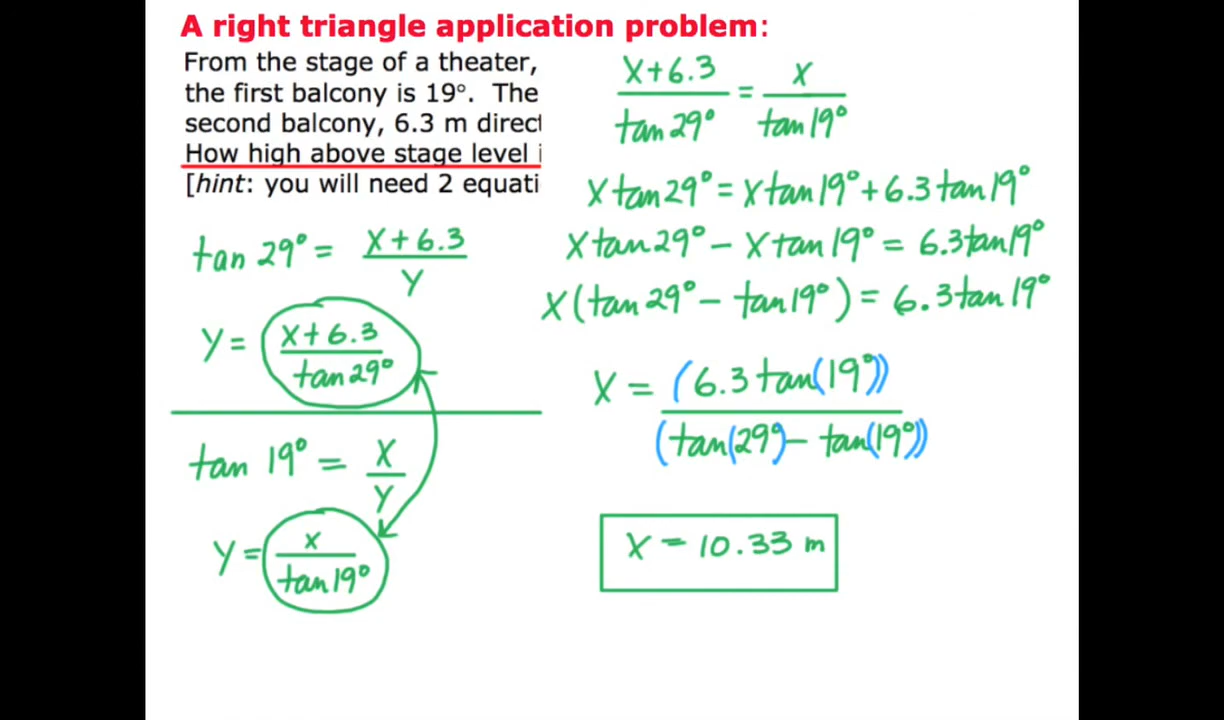 A right triangle application problem:
From the stage of a theater,
the first balcony is 19°. The
second balcony, 6.3 m direct
How high above stage level i
[hint: you will need 2 equati
tan 29° = X + 6.3 / Y
Y = X + 6.3 / tan 29°
tan 19° = X / Y
Y = X / tan 19°
X + 6.3 / tan 29° = X / tan 19°
X tan 29° = X tan 19° + 6.3 tan 19°
X tan 29° - X tan 19° = 6.3 tan 19°
X (tan 29° - tan 19°) = 6.3 tan 19°
X = (6.3 tan(19°)) / (tan(29°) - tan(19°))
X = 10.33 m